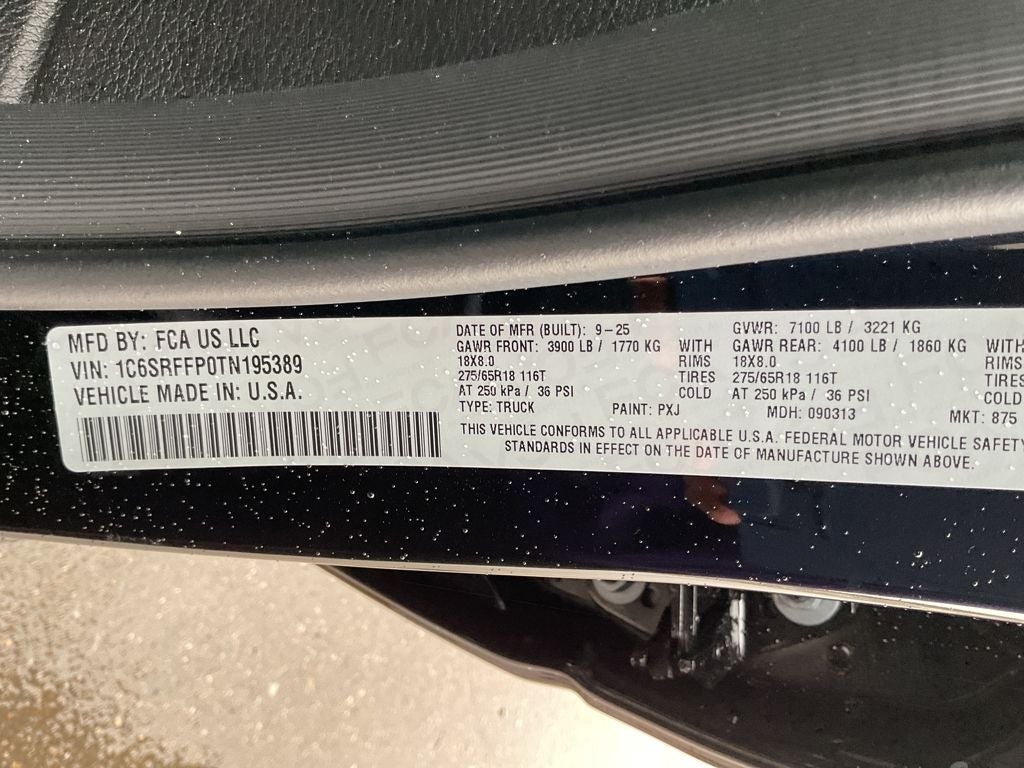 MFD BY: FCA US LLC
VIN: 1C6SRFFP0TN195389
VEHICLE MADE IN: U.S.A.
DATE OF MFR (BUILT): 9-25
GAWR FRONT: 3900 LB / 1770 KG WITH
18X8.0 RIMS
275/65R18 116T TIRES
AT 250 kPa / 36 PSI COLD
TYPE: TRUCK PAINT: PXJ
GVWR: 7100 LB / 3221 KG
GAWR REAR: 4100 LB / 1860 KG WITH
18X8.0 RIMS
275/65R18 116T TIRES
AT 250 kPa / 36 PSI COLD
MDH: 090313 MKT: 875
THIS VEHICLE CONFORMS TO ALL APPLICABLE U.S.A. FEDERAL MOTOR VEHICLE SAFETY
STANDARDS IN EFFECT ON THE DATE OF MANUFACTURE SHOWN ABOVE.